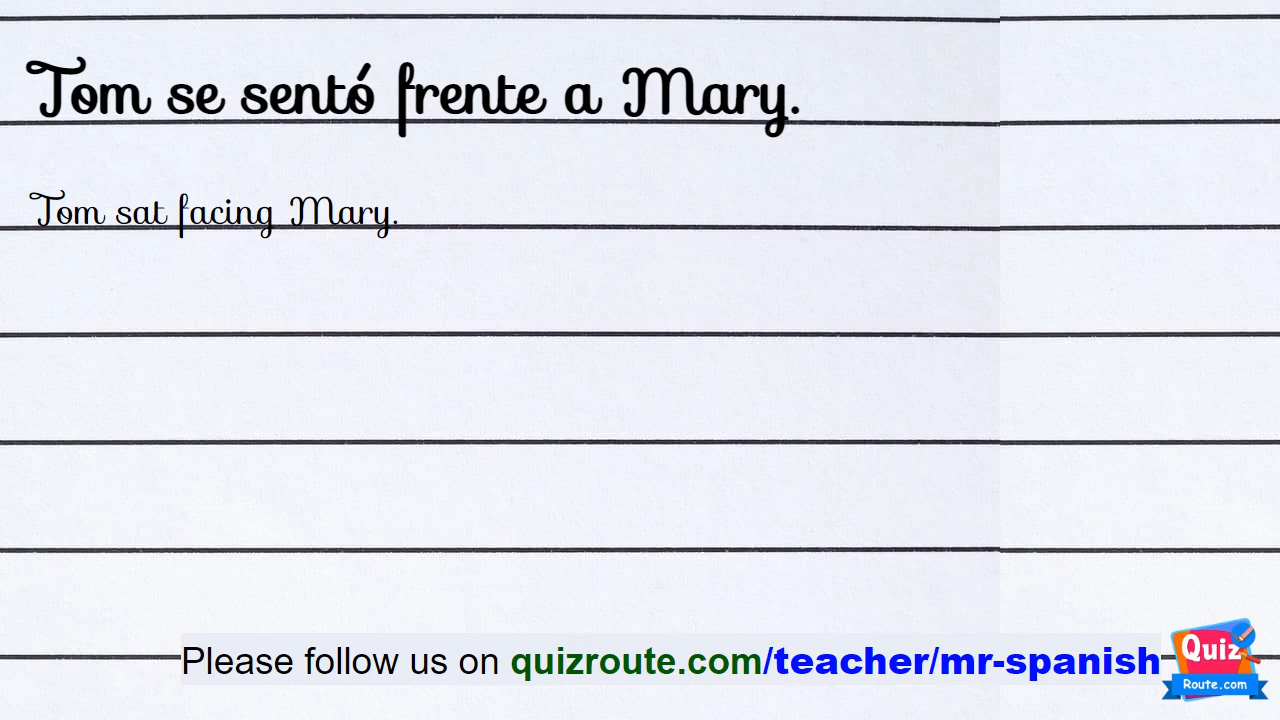 Tom se sentó frente a Mary.
Tom sat facing Mary.
Please follow us on quizroute.com/teacher/mr-spanish
Quiz
Route.com